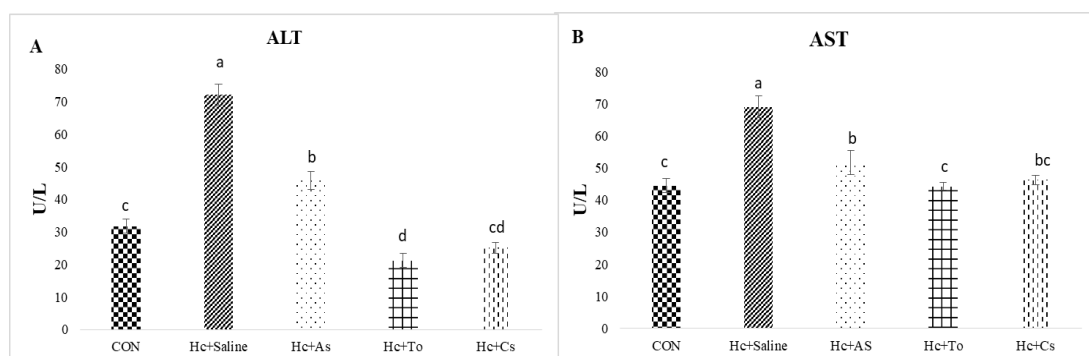 A
ALT
U/L
80
70
60
50
40
30
20
10
0
c
a
b
d
cd
CON Hc+Saline Hc+As Hc+To Hc+Cs
B
AST
U/L
80
70
60
50
40
30
20
10
0
c
a
b
c
bc
CON Hc+Saline Hc+AS Hc+To Hc+Cs